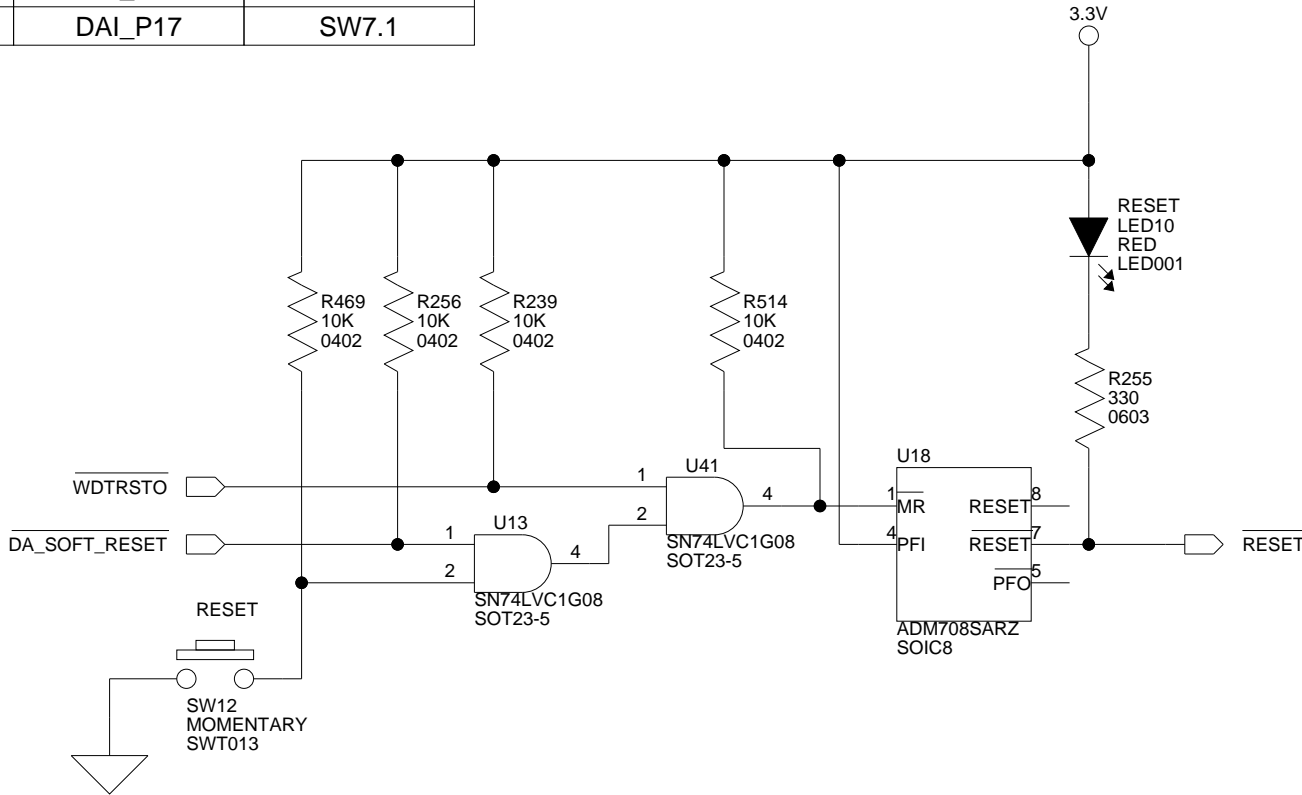 DAI_P17 SW7.1
3.3V
RESET
LED10
RED
LED001
R469
10K
0402
R256
10K
0402
R239
10K
0402
R514
10K
0402
R255
330
0603
WDTRSTO
DA_SOFT_RESET
1
2
U13
4
SN74LVC1G08
SOT23-5
1
2
U41
4
SN74LVC1G08
SOT23-5
U18
1
MR
4
PFI
RESET
8
RESET
7
PFO
5
ADM708SARZ
SOIC8
RESET
RESET
SW12
MOMENTARY
SWT013